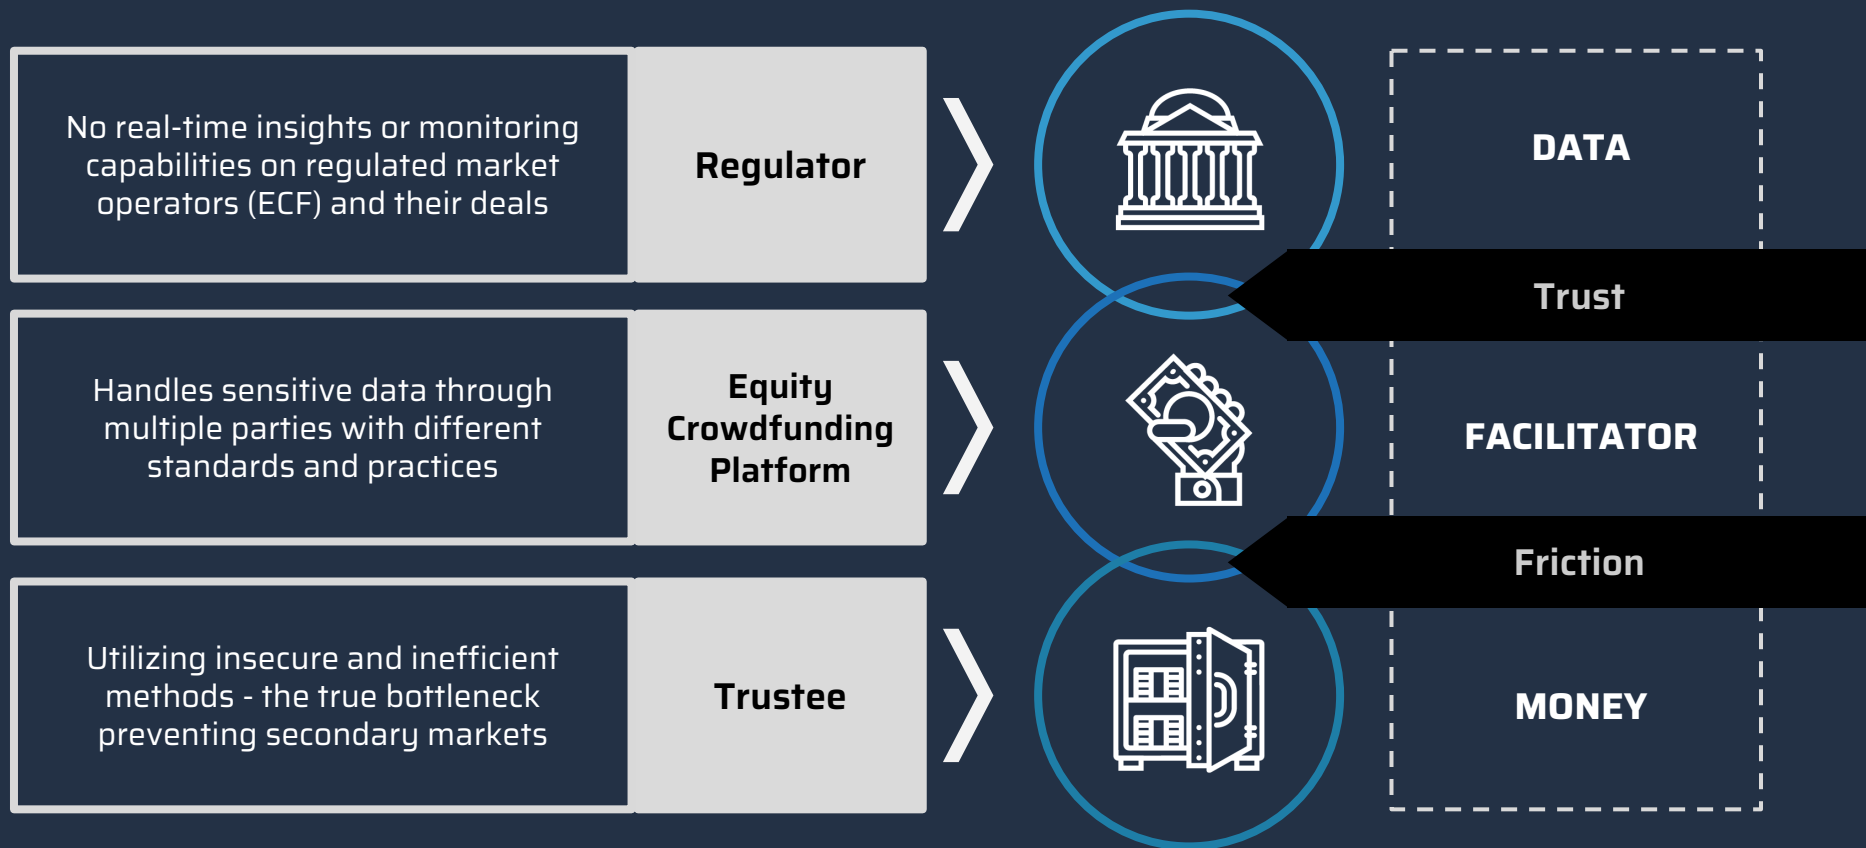 No real-time insights or monitoring
capabilities on regulated market
operators (ECF) and their deals
Regulator
DATA
Trust
Handles sensitive data through
multiple parties with different
standards and practices
Equity
Crowdfunding
Platform
FACILITATOR
Friction
Utilizing insecure and inefficient
methods - the true bottleneck
preventing secondary markets
Trustee
MONEY